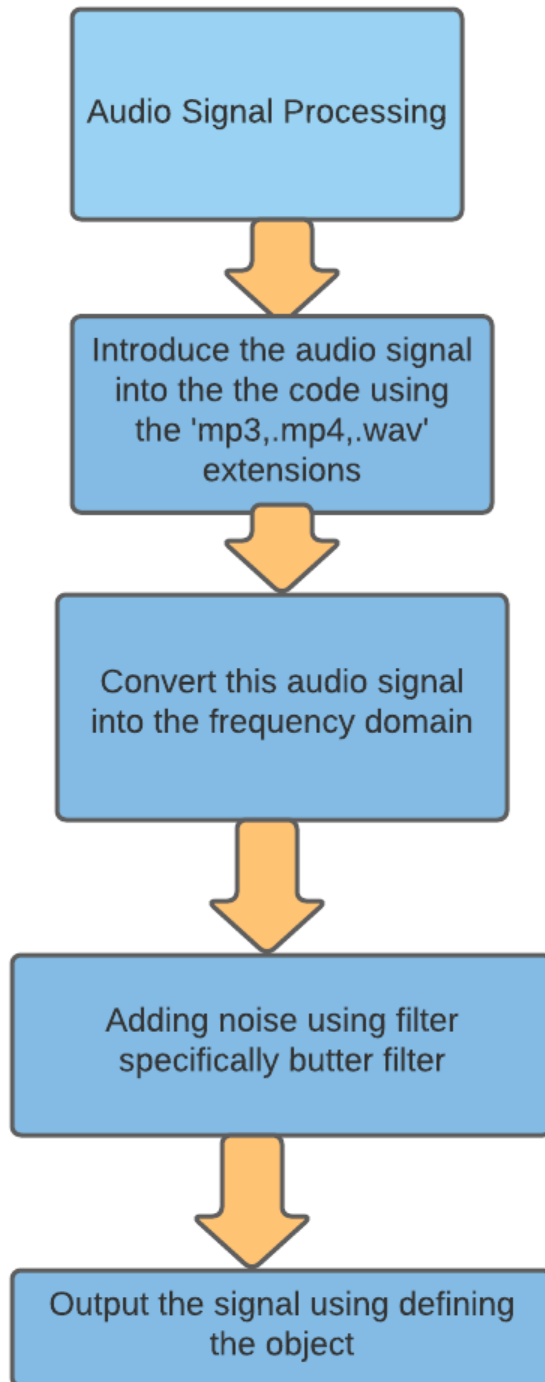 Audio Signal Processing
Introduce the audio signal
into the the code using
the 'mp3,.mp4,.wav'
extensions
Convert this audio signal
into the frequency domain
Adding noise using filter
specifically butter filter
Output the signal using defining
the object